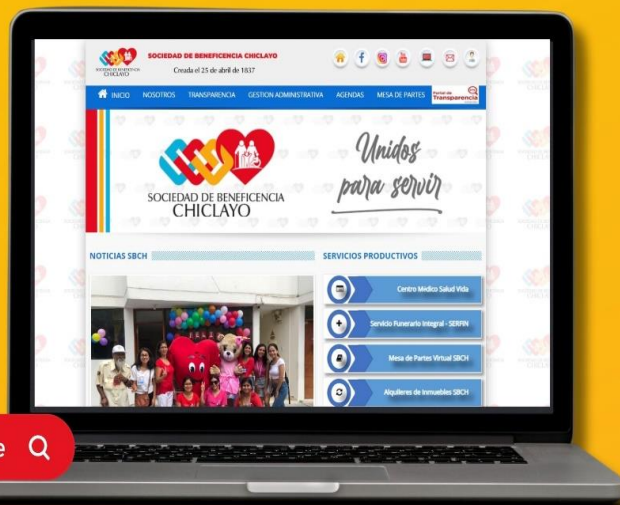 SOCIEDAD DE BENEFICENCIA CHICLAYO
Creada el 25 de abril de 1837
INICIO NOSOTROS TRANSPARENCIA GESTION ADMINISTRATIVA AGENDAS MESA DE PARTES Portal de Transparencia
SOCIEDAD DE BENEFICENCIA
CHICLAYO
Unidos
para servir
NOTICIAS SBCH
SERVICIOS PRODUCTIVOS
Centro Médico Salud Vida
Servicio Funerario Integral - SERFIN
Mesa de Partes Virtual SBCH
Alquileres de Inmuebles SBCH
e